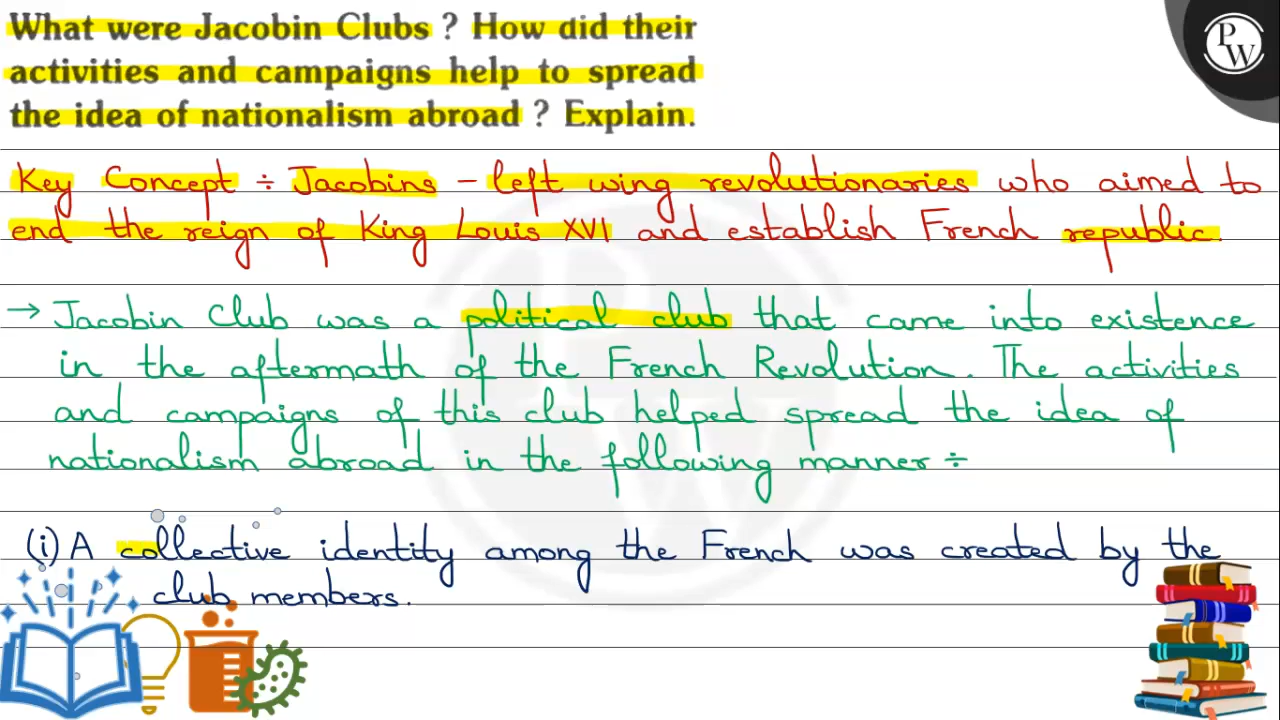 What were Jacobin Clubs ? How did their
activities and campaigns help to spread
the idea of nationalism abroad ? Explain.
PW
Key Concept ÷ Jacobins - left wing revolutionaries who aimed to
end the reign of King Louis XVI and establish French republic.
→ Jacobin Club was a political club that came into existence
in the aftermath of the French Revolution. The activities
and campaigns of this club helped spread the idea of
nationalism abroad in the following manner ÷
(i) A collective identity among the French was created by the
club members.